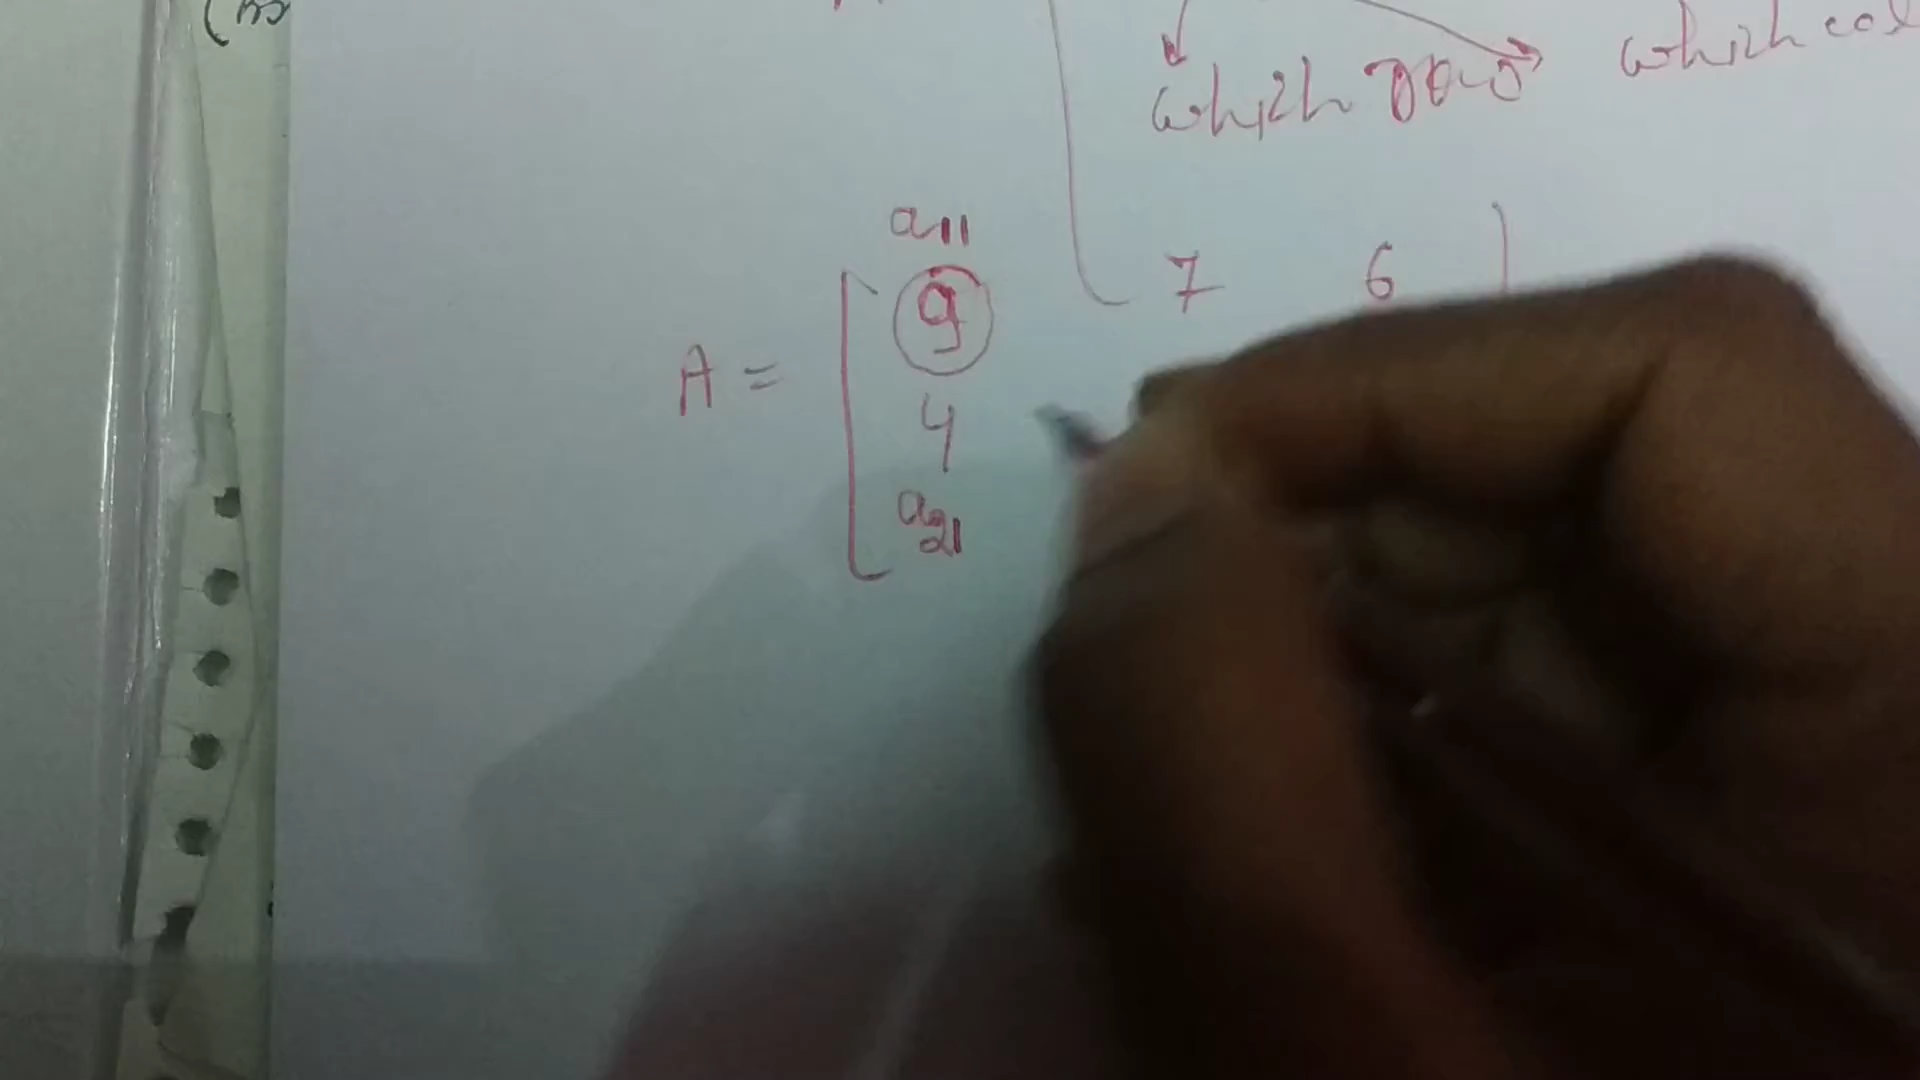 which row which col
a11
7 6
9
A =
4
a21